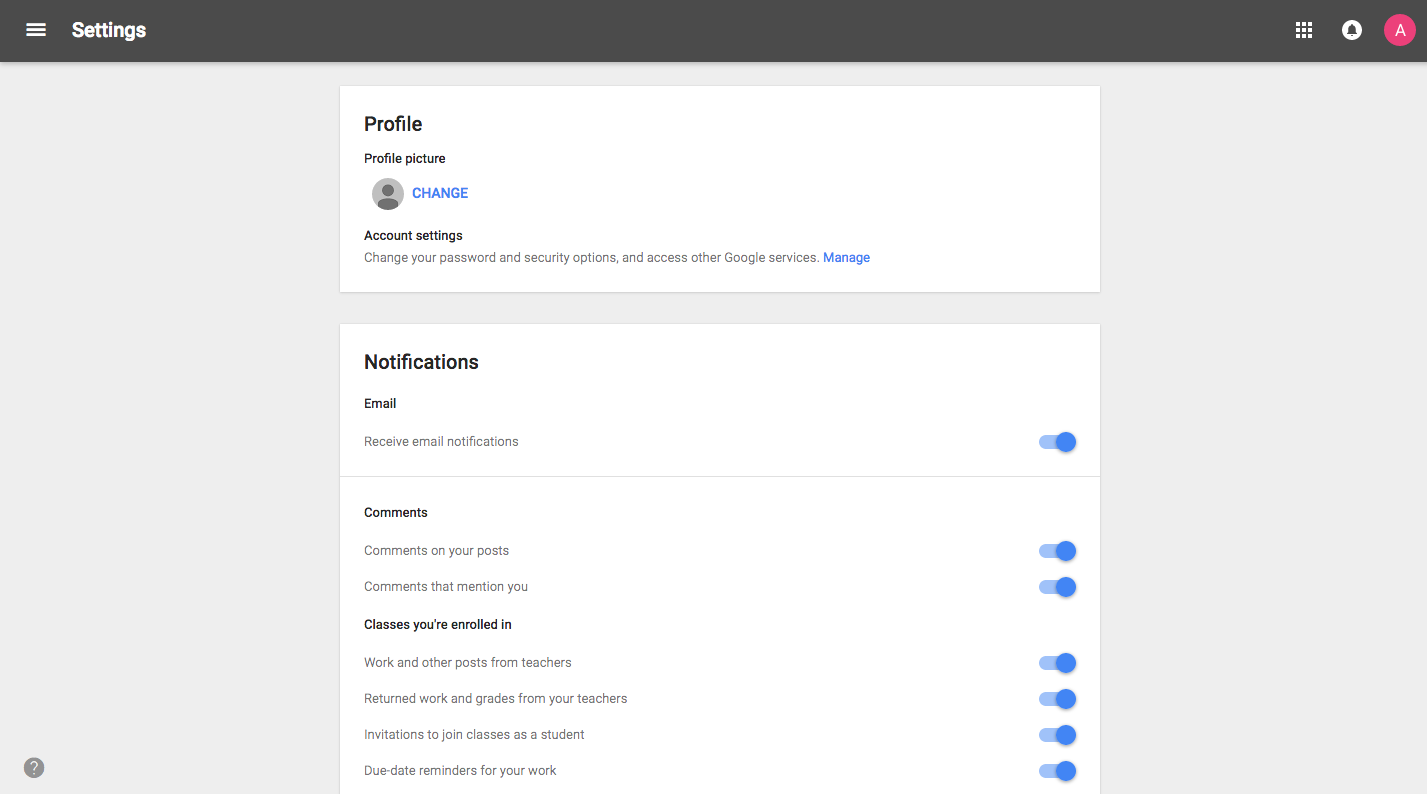 Settings
A
Profile
Profile picture
CHANGE
Account settings
Change your password and security options, and access other Google services. Manage
Notifications
Email
Receive email notifications
Comments
Comments on your posts
Comments that mention you
Classes you're enrolled in
Work and other posts from teachers
Returned work and grades from your teachers
Invitations to join classes as a student
Due-date reminders for your work
?